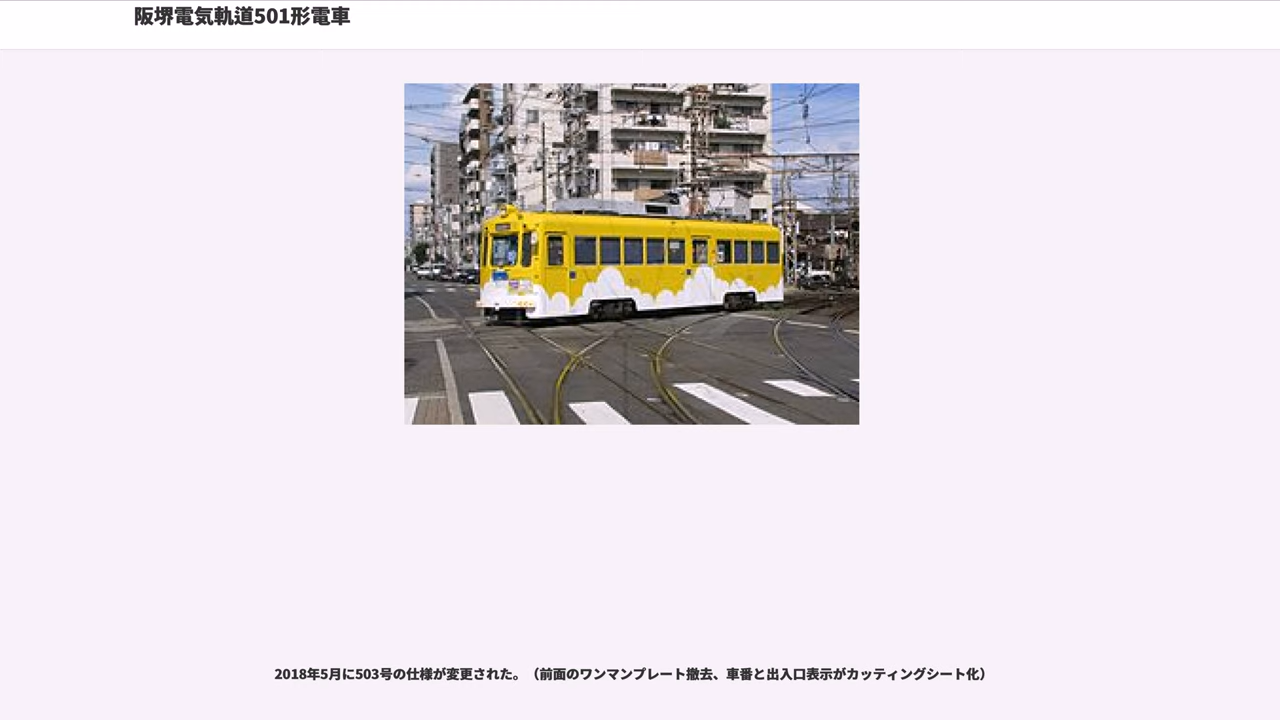 阪堺電気軌道501形電車
2018年5月に503号の仕様が変更された。（前面のワンマンプレート撤去、車番と出入口表示がカッティングシート化）